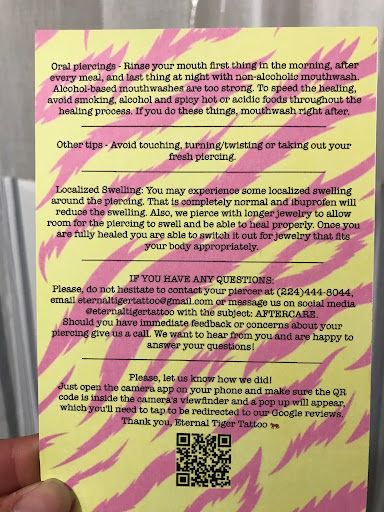 Oral piercings - Rinse your mouth first thing in the morning, after
every meal, and last thing at night with non-alcoholic mouthwash.
Alcohol-based mouthwashes are too strong. To speed the healing,
avoid smoking, alcohol and spicy hot or acidic foods throughout the
healing process. If you do these things, mouthwash right after.
Other tips - Avoid touching, turning/twisting or taking out your
fresh piercing.
Localized Swelling: You may experience some localized swelling
around the piercing. That is completely normal and ibuprofen will
reduce the swelling. Also, we pierce with longer jewelry to allow
room for the piercing to swell and be able to heal properly. Once you
are fully healed you are able to switch it out for jewelry that fits
your body appropriately.
IF YOU HAVE ANY QUESTIONS:
Please, do not hesitate to contact your piercer at (224)444-8044,
email eternaltigertattoo@gmail.com or message us on social media
@eternaltigertattoo with the subject: AFTERCARE.
Should you have immediate feedback or concerns about your
piercing give us a call. We want to hear from you and are happy to
answer your questions!
Please, let us know how we did!
Just open the camera app on your phone and make sure the QR
code is inside the camera's viewfinder and a pop up will appear,
which you'll need to tap to be redirected to our Google reviews.
Thank you, Eternal Tiger Tattoo 🐅